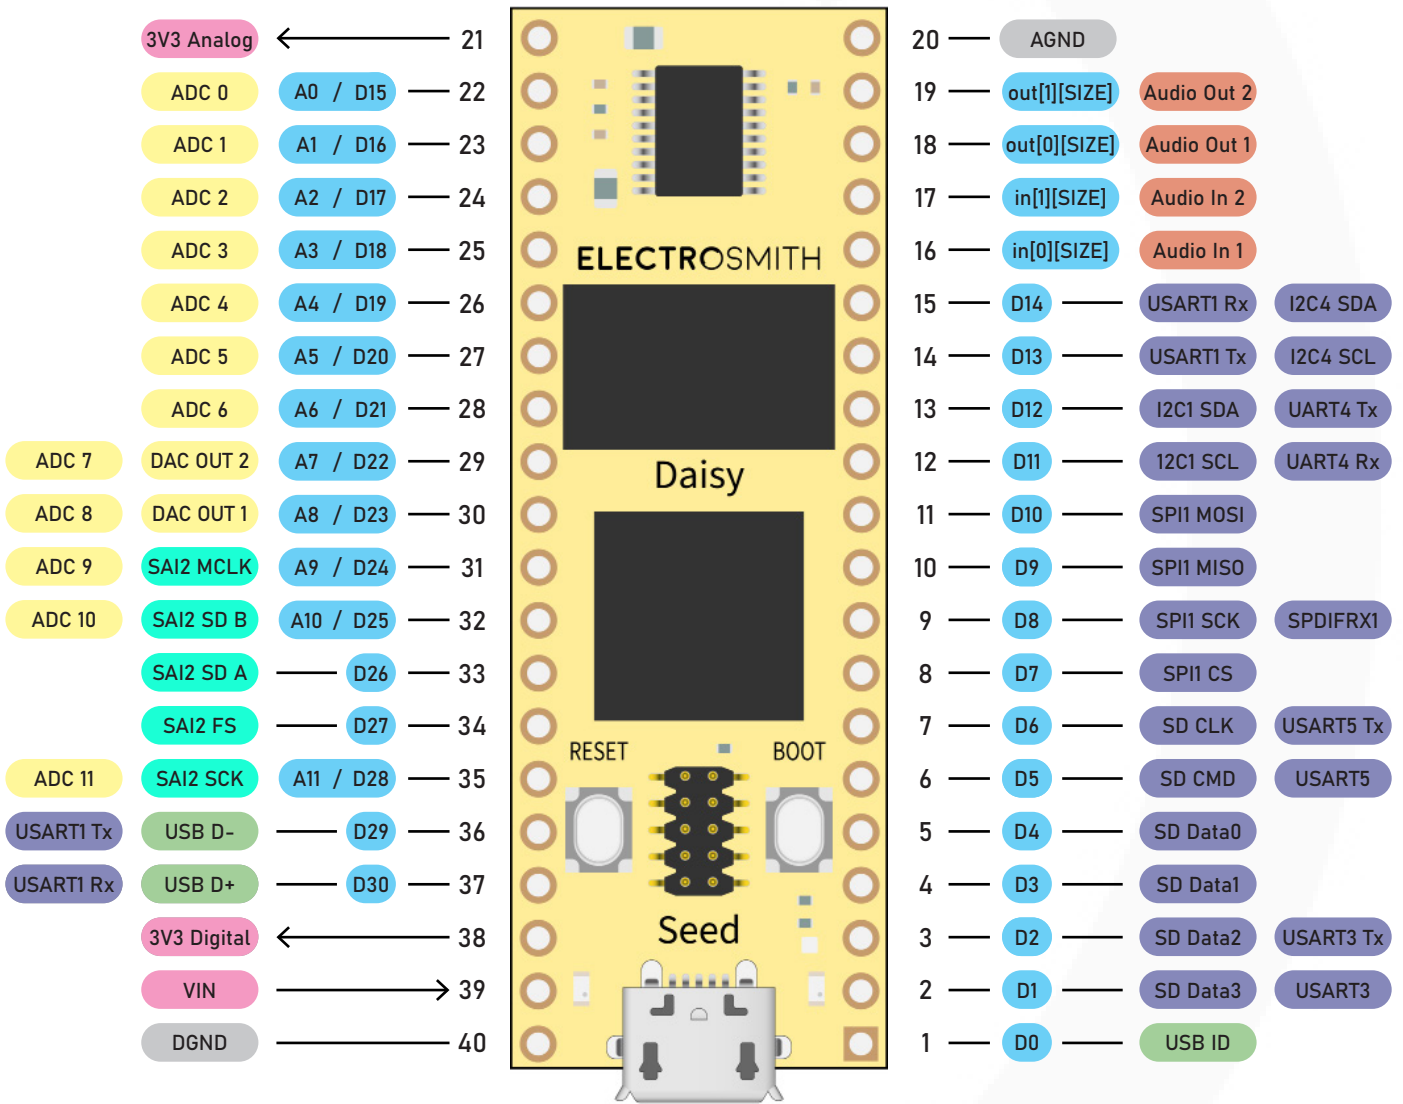 3V3 Analog 21 20 AGND
ADC 0 A0 / D15 22 19 out[1][SIZE] Audio Out 2
ADC 1 A1 / D16 23 18 out[0][SIZE] Audio Out 1
ADC 2 A2 / D17 24 17 in[1][SIZE] Audio In 2
ADC 3 A3 / D18 25 16 in[0][SIZE] Audio In 1
ELECTROSMITH
ADC 4 A4 / D19 26 15 D14 USART1 Rx I2C4 SDA
ADC 5 A5 / D20 27 14 D13 USART1 Tx I2C4 SCL
ADC 6 A6 / D21 28 13 D12 I2C1 SDA UART4 Tx
ADC 7 DAC OUT 2 A7 / D22 29 12 D11 12C1 SCL UART4 Rx
Daisy
ADC 8 DAC OUT 1 A8 / D23 30 11 D10 SPI1 MOSI
ADC 9 SAI2 MCLK A9 / D24 31 10 D9 SPI1 MISO
ADC 10 SAI2 SD B A10 / D25 32 9 D8 SPI1 SCK SPDIFRX1
SAI2 SD A D26 33 8 D7 SPI1 CS
SAI2 FS D27 34 7 D6 SD CLK USART5 Tx
RESET BOOT
ADC 11 SAI2 SCK A11 / D28 35 6 D5 SD CMD USART5
USART1 Tx USB D- D29 36 5 D4 SD Data0
USART1 Rx USB D+ D30 37 4 D3 SD Data1
Seed
3V3 Digital 38 3 D2 SD Data2 USART3 Tx
VIN 39 2 D1 SD Data3 USART3
DGND 40 1 D0 USB ID